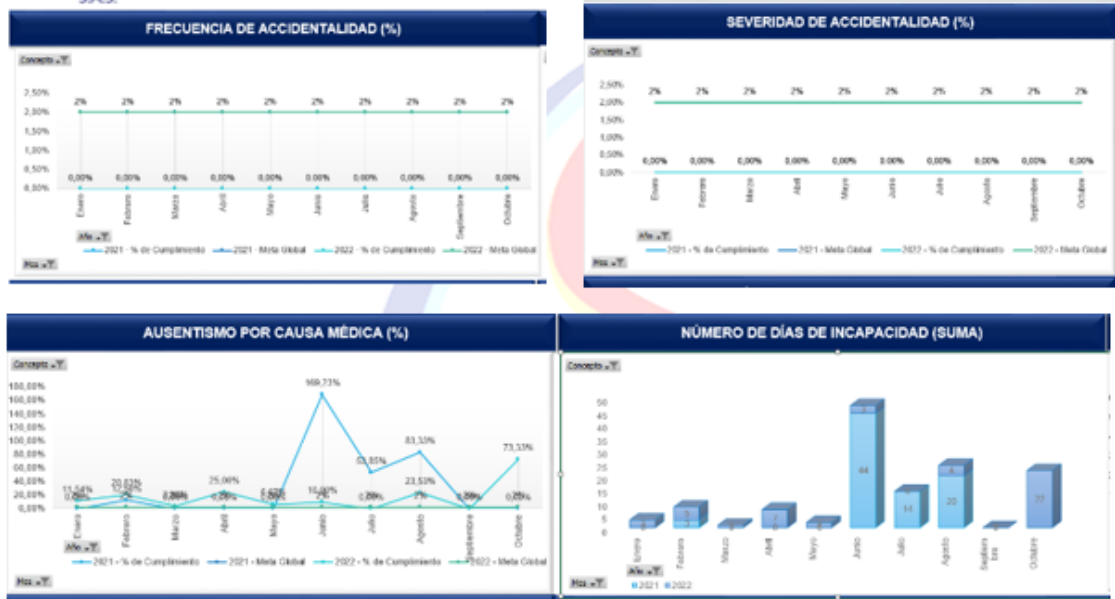 S.A.S.
FRECUENCIA DE ACCIDENTALIDAD (%)
Concepto
2,50%
2,00%
1,50%
1,00%
0,50%
0,00%
2% 2% 2% 2% 2% 2% 2% 2% 2% 2%
0,00% 0,00% 0,00% 0,00% 0,00% 0,00% 0,00% 0,00% 0,00% 0,00%
Enero Febrero Marzo Abril Mayo Junio Julio Agosto Septiembre Octubre
Año
2021 - % de Cumplimiento 2021 - Meta Global 2022 - % de Cumplimiento 2022 - Meta Global
Mes
SEVERIDAD DE ACCIDENTALIDAD (%)
Concepto
2,50%
2,00%
1,50%
1,00%
0,50%
0,00%
2% 2% 2% 2% 2% 2% 2% 2% 2% 2%
0,00% 0,00% 0,00% 0,00% 0,00% 0,00% 0,00% 0,00% 0,00% 0,00%
Enero Febrero Marzo Abril Mayo Junio Julio Agosto Septiembre Octubre
Año
2021 - % de Cumplimiento 2021 - Meta Global 2022 - % de Cumplimiento 2022 - Meta Global
Mes
AUSENTISMO POR CAUSA MÉDICA (%)
Concepto
180,00%
160,00%
140,00%
120,00%
100,00%
80,00%
60,00%
40,00%
20,00%
0,00%
169,73%
83,33%
73,33%
25,00%
23,53%
20,83%
11,54%
Enero Febrero Marzo Abril Mayo Junio Julio Agosto Septiembre Octubre
Año
2021 - % de Cumplimiento 2021 - Meta Global 2022 - % de Cumplimiento 2022 - Meta Global
Mes
NÚMERO DE DÍAS DE INCAPACIDAD (SUMA)
Concepto
50
45
40
35
30
25
20
15
10
5
0
44
14
4
20
22
Enero Febrero Marzo Abril Mayo Junio Julio Agosto Septiem bre Octubre
Año
2021 2022
Mes